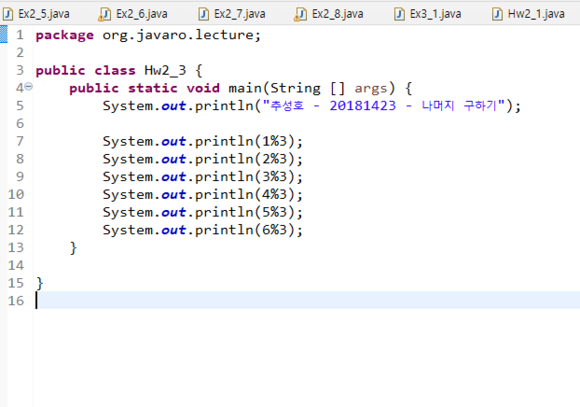 Ex2_5.java Ex2_6.java Ex2_7.java Ex2_8.java Ex3_1.java Hw2_1.java
1 package org.javaro.lecture;
2
3 public class Hw2_3 {
4 public static void main(String [] args) {
5 System.out.println("추성호 - 20181423 - 나머지 구하기");
6
7 System.out.println(1%3);
8 System.out.println(2%3);
9 System.out.println(3%3);
10 System.out.println(4%3);
11 System.out.println(5%3);
12 System.out.println(6%3);
13 }
14
15 }
16